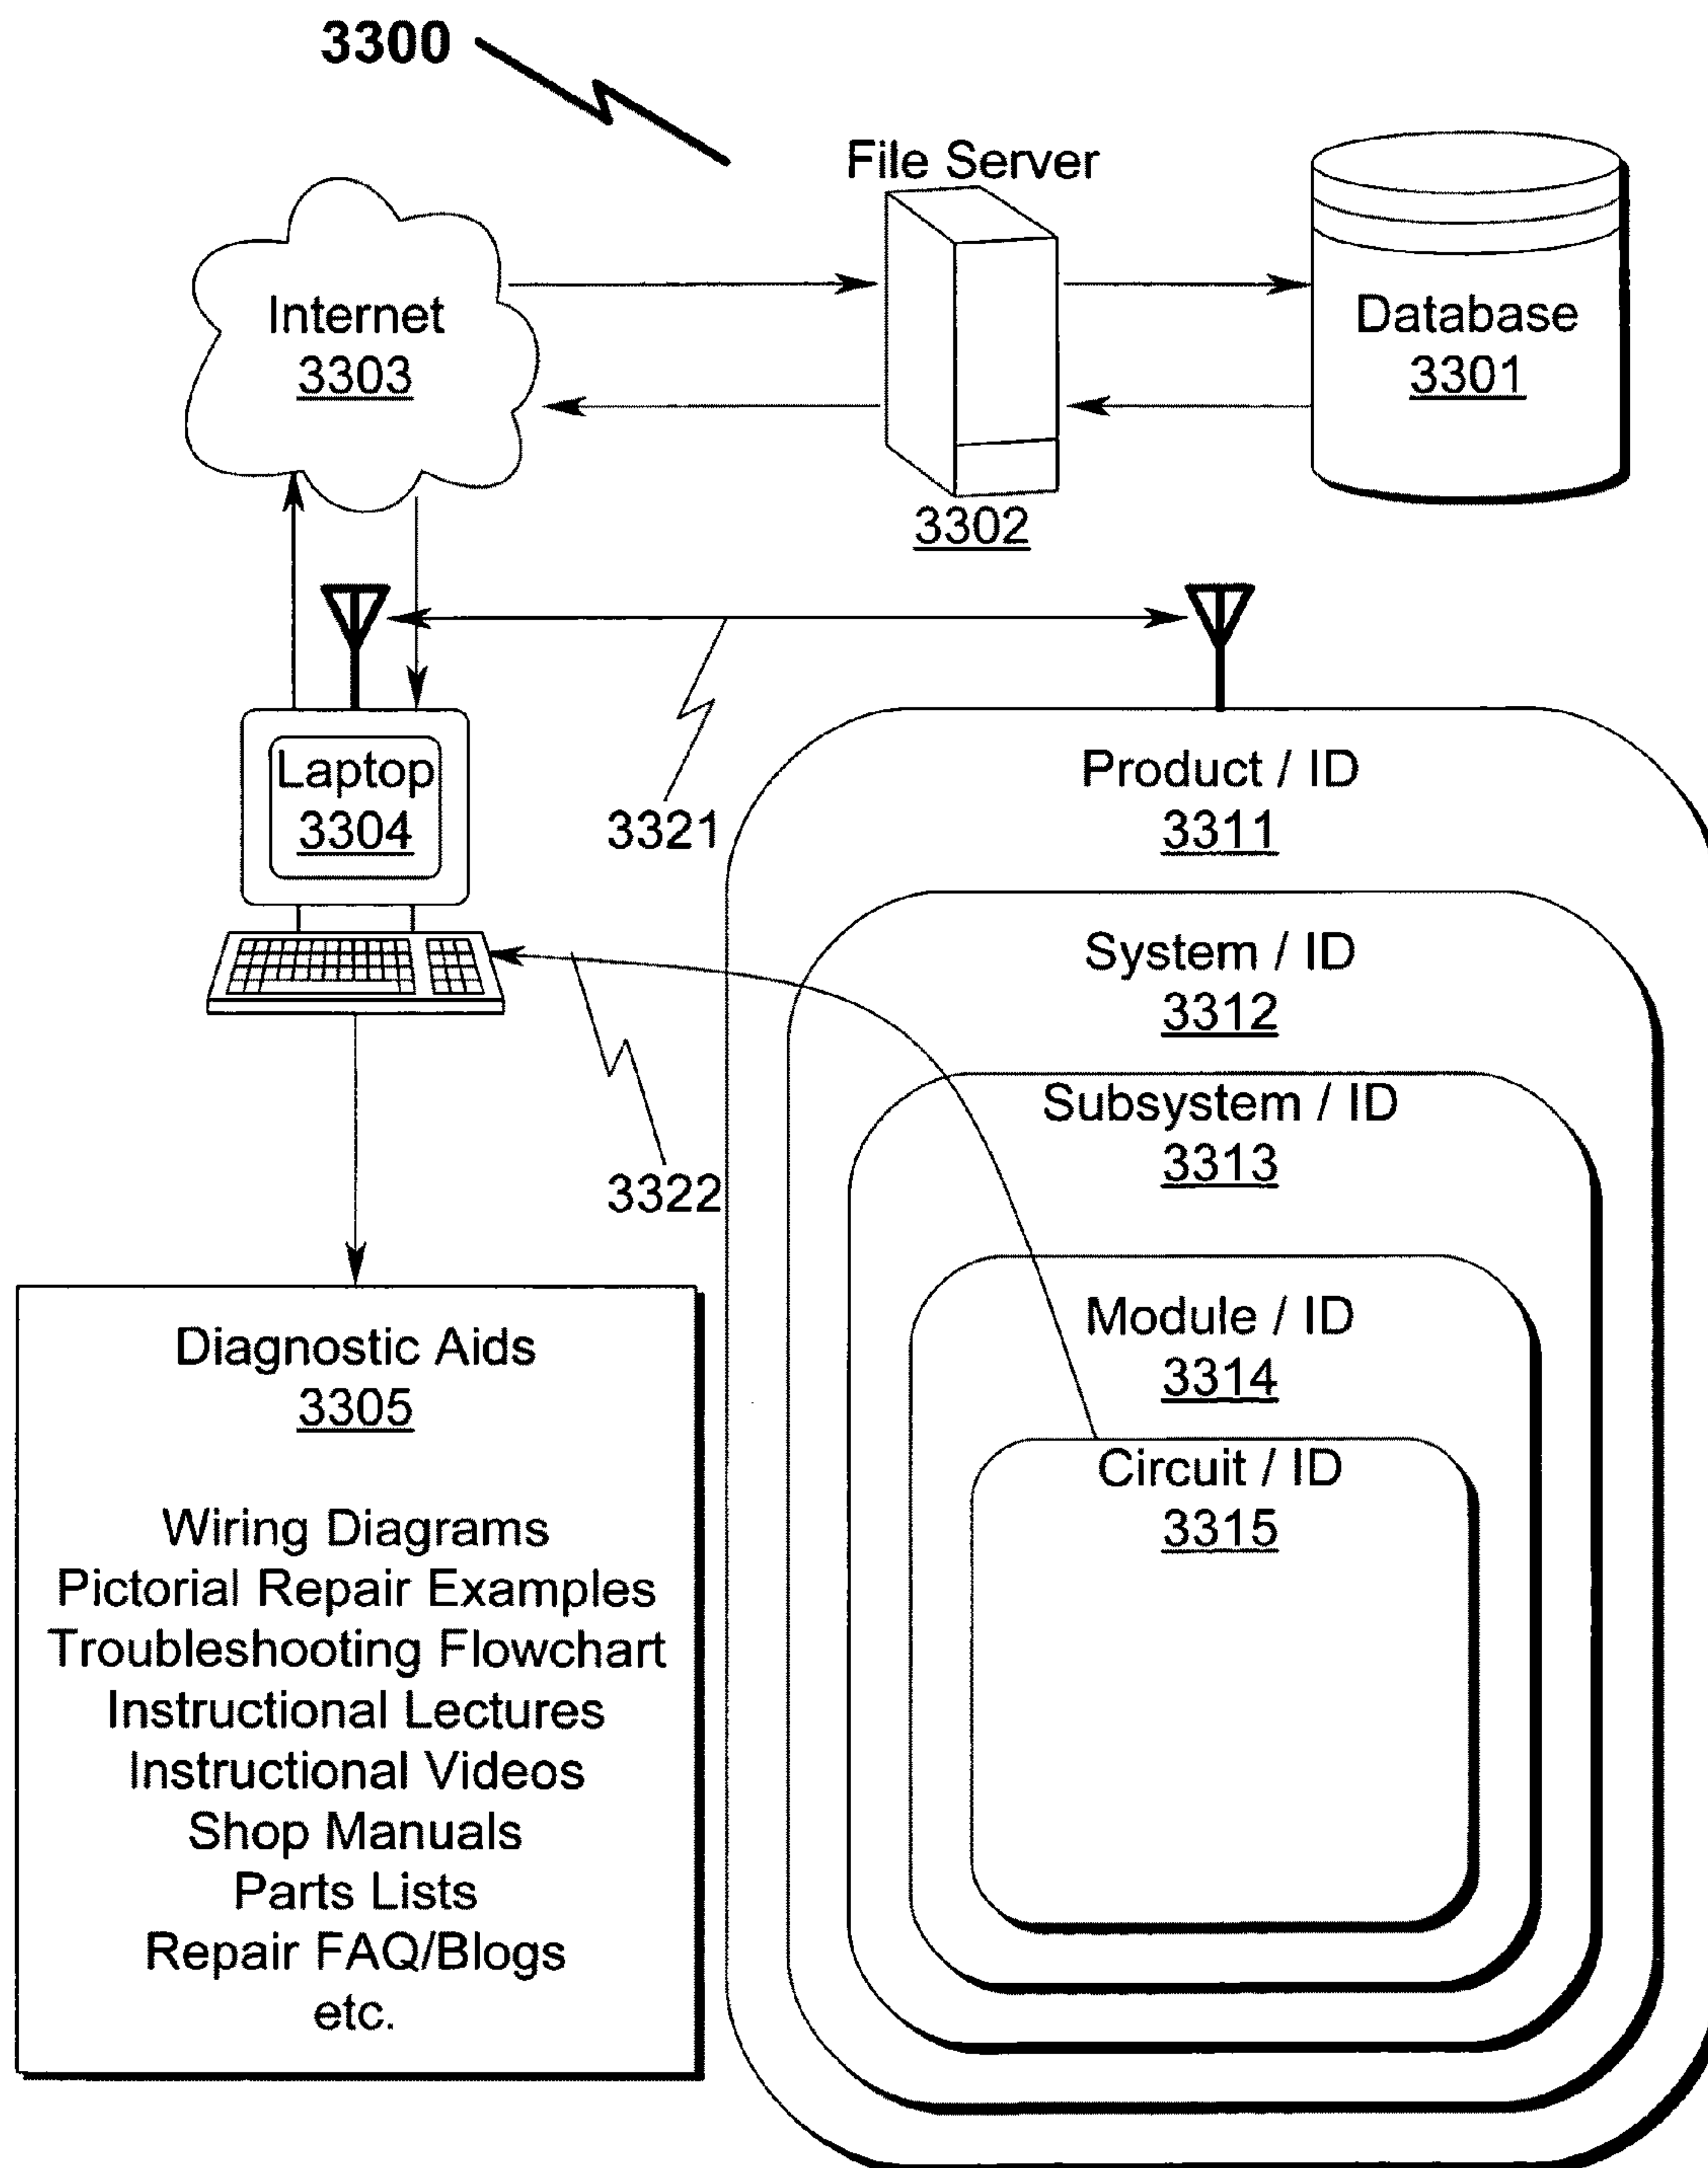 3300
File Server
Internet
3303
Database
3301
3302
Laptop
3304
3321
Product / ID
3311
System / ID
3312
Subsystem / ID
3313
3322
Module / ID
3314
Circuit / ID
3315
Diagnostic Aids
3305
Wiring Diagrams
Pictorial Repair Examples
Troubleshooting Flowchart
Instructional Lectures
Instructional Videos
Shop Manuals
Parts Lists
Repair FAQ/Blogs
etc.